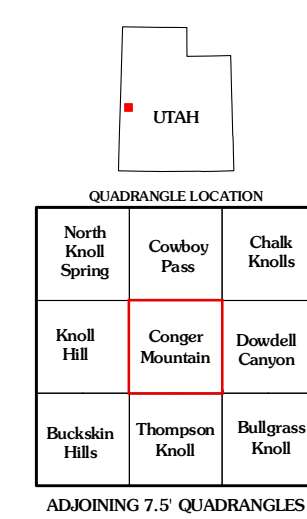 UTAH
QUADRANGLE LOCATION
North
Knoll
Spring
Cowboy
Pass
Chalk
Knolls
Knoll
Hill
Conger
Mountain
Dowdell
Canyon
Buckskin
Hills
Thompson
Knoll
Bullgrass
Knoll
ADJOINING 7.5' QUADRANGLES